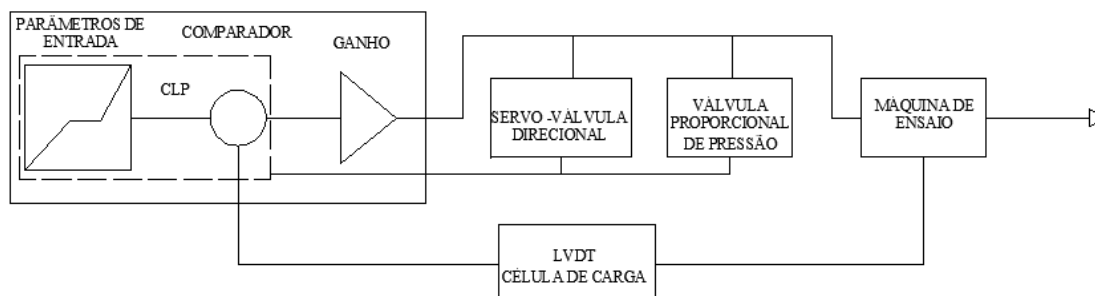 PARÂMETROS DE
ENTRADA
COMPARADOR
GANHO
CLP
SERVO -VÁLVULA
DIRECIONAL
VÁLVULA
PROPORCIONAL
DE PRESSÃO
MÁQUINA DE
ENSAIO
LVDT
CÉLULA DE CARGA